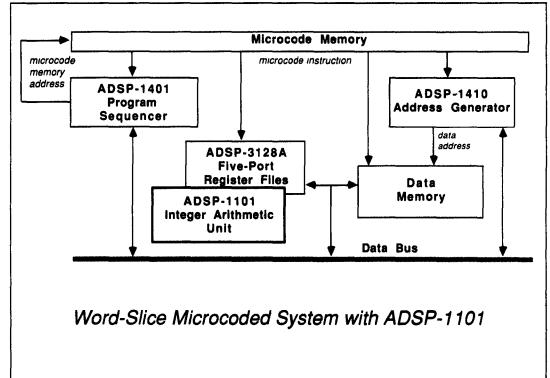 Microcode Memory
microcode
memory
address
microcode instruction
ADSP-1401
Program
Sequencer
ADSP-1410
Address Generator
data
address
ADSP-3128A
Five-Port
Register Files
ADSP-1101
Integer Arithmetic
Unit
Data
Memory
Data Bus
Word-Slice Microcoded System with ADSP-1101